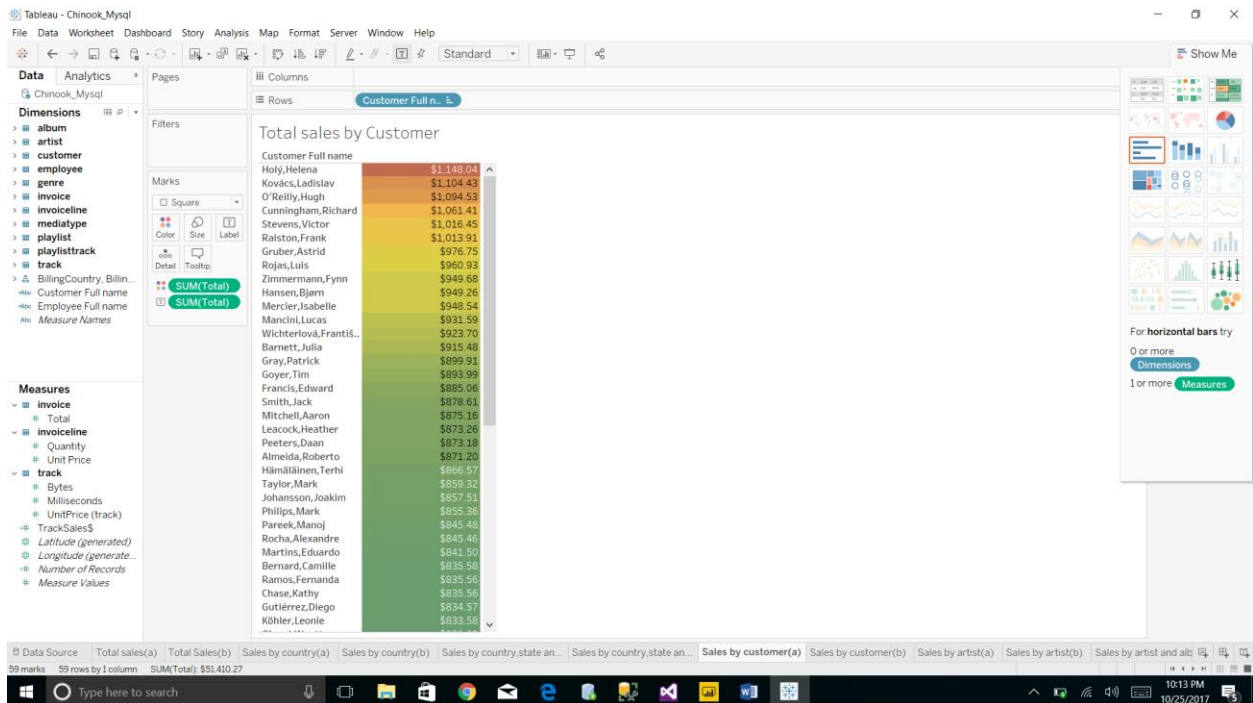 Tableau - Chinook_Mysql
File Data Worksheet Dashboard Story Analysis Map Format Server Window Help
Standard
Show Me
Data Analytics
Chinook_Mysql
Dimensions
album
artist
customer
employee
genre
invoice
invoiceline
mediatype
playlist
playlisttrack
track
BillingCountry, Billin...
Abc Customer Full name
Abc Employee Full name
Abc Measure Names
Measures
invoice
# Total
invoiceline
# Quantity
# Unit Price
track
# Bytes
# Milliseconds
# UnitPrice (track)
TrackSales$
Latitude (generated)
Longitude (generate...
Number of Records
# Measure Values
Pages
Filters
Marks
Square
Color Size Label
Detail Tooltip
SUM(Total)
SUM(Total)
Columns
Rows Customer Full n..
Total sales by Customer
Customer Full name
Holý,Helena $1,148.04
Kovács,Ladislav $1,104.43
O'Reilly,Hugh $1,094.53
Cunningham,Richard $1,061.41
Stevens,Victor $1,016.45
Ralston,Frank $1,013.91
Gruber,Astrid $976.75
Rojas,Luis $960.93
Zimmermann,Fynn $949.68
Hansen,Bjørn $949.26
Mercier,Isabelle $948.54
Mancini,Lucas $931.59
Wichterlová,Františ.. $923.70
Barnett,Julia $915.48
Gray,Patrick $899.91
Goyer,Tim $893.99
Francis,Edward $885.06
Smith,Jack $878.61
Mitchell,Aaron $875.16
Leacock,Heather $873.26
Peeters,Daan $873.18
Almeida,Roberto $871.20
Hämäläinen,Terhi $866.57
Taylor,Mark $859.32
Johansson,Joakim $857.51
Philips,Mark $855.36
Pareek,Manoj $845.48
Rocha,Alexandre $845.46
Martins,Eduardo $841.50
Bernard,Camille $835.58
Ramos,Fernanda $835.56
Chase,Kathy $835.56
Gutiérrez,Diego $834.57
Köhler,Leonie $833.58
For horizontal bars try
0 or more
Dimensions
1 or more Measures
Data Source Total sales(a) Total Sales(b) Sales by country(a) Sales by country(b) Sales by country,state an... Sales by country,state an... Sales by customer(a) Sales by customer(b) Sales by artist(a) Sales by artist(b) Sales by artist and alb
59 marks 59 rows by 1 column SUM(Total): $51,410.27
Type here to search
10:13 PM
10/25/2017
5